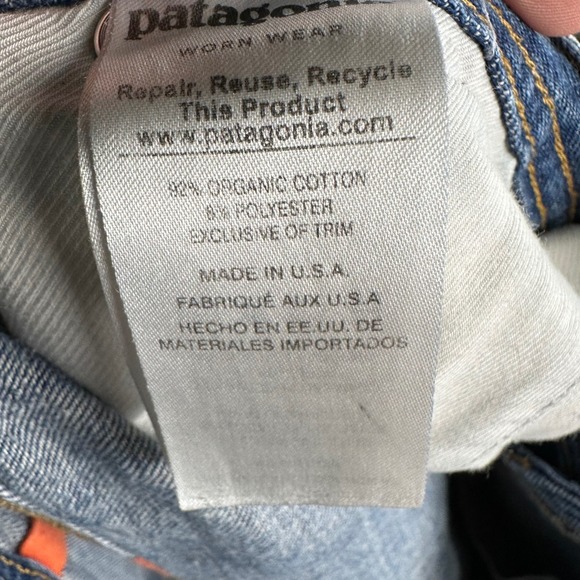 patagonia
WORN WEAR
Repair, Reuse, Recycle
This Product
www.patagonia.com
92% ORGANIC COTTON
8% POLYESTER
EXCLUSIVE OF TRIM
MADE IN U.S.A.
FABRIQUÉ AUX U.S.A
HECHO EN EE.UU. DE
MATERIALES IMPORTADOS